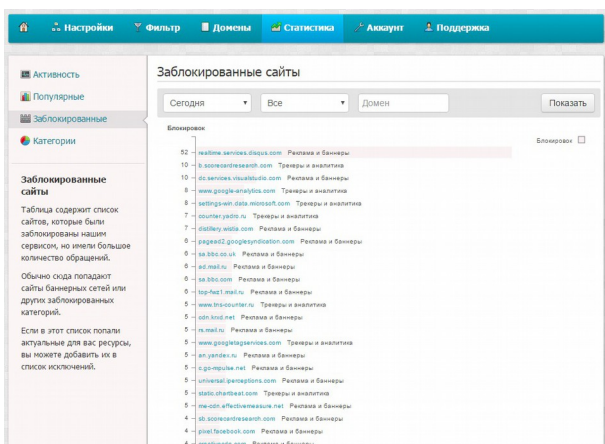 Настройки Фильтр Домены Статистика Аккаунт Поддержка
Активность
Популярные
Заблокированные
Категории
Заблокированные
сайты
Таблица содержит список
сайтов, которые были
заблокированы нашим
сервисом, но имели большое
количество обращений.
Обычно сюда попадают
сайты баннерных сетей или
других заблокированных
категорий.
Если в этот список попали
актуальные для вас ресурсы,
вы можете добавить их в
список исключений.
Заблокированные сайты
Сегодня Все Домен Показать
Блокировок
Блокировок
52 – realtime.services.disqus.com Реклама и баннеры
10 – b.scorecardresearch.com Трекеры и аналитика
10 – dc.services.visualstudio.com Реклама и баннеры
8 – www.google-analytics.com Трекеры и аналитика
8 – settings-win.data.microsoft.com Трекеры и аналитика
7 – counter.yadro.ru Трекеры и аналитика
7 – distillery.wistia.com Реклама и баннеры
6 – pagead2.googlesyndication.com Реклама и баннеры
6 – sa.bbc.co.uk Реклама и баннеры
6 – ad.mail.ru Реклама и баннеры
6 – sa.bbc.com Реклама и баннеры
6 – top-fwz1.mail.ru Реклама и баннеры
5 – www.tns-counter.ru Трекеры и аналитика
5 – cdn.krxd.net Реклама и баннеры
5 – rs.mail.ru Реклама и баннеры
5 – www.googletagservices.com Трекеры и аналитика
5 – an.yandex.ru Реклама и баннеры
5 – c.go-mpulse.net Реклама и баннеры
5 – universal.iperceptions.com Реклама и баннеры
5 – static.chartbeat.com Трекеры и аналитика
5 – me-cdn.effectivemeasure.net Реклама и баннеры
4 – sb.scorecardresearch.com Реклама и баннеры
4 – pixel.facebook.com Реклама и баннеры